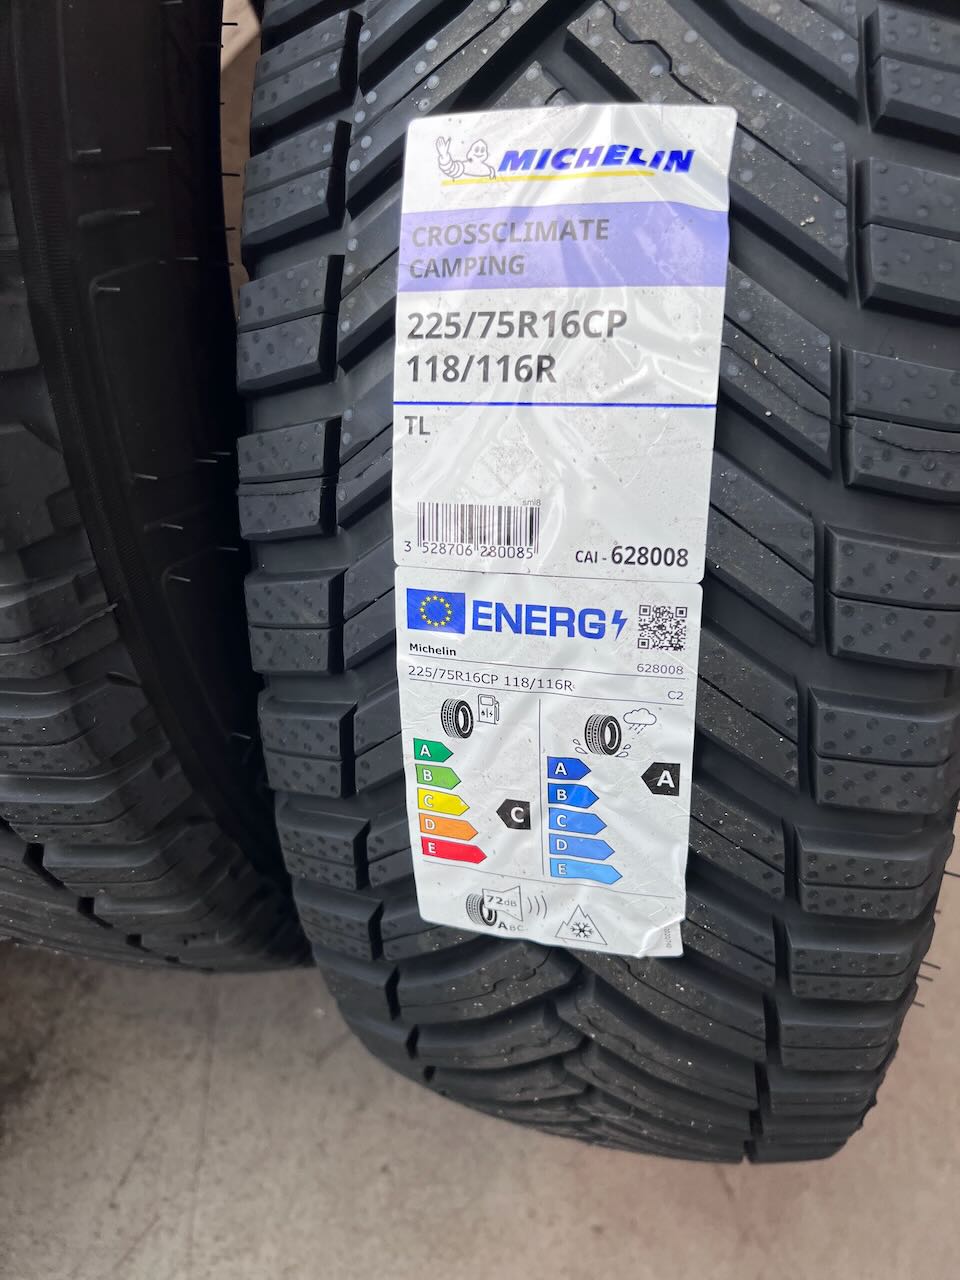 MICHELIN
CROSSCLIMATE
CAMPING
225/75R16CP
118/116R
TL
smi8
3 528706 280085
CAI - 628008
ENERG
Michelin
628008
225/75R16CP 118/116R
C2
A
B
C
D
E
C
A
B
C
D
E
A
72dB
ABC